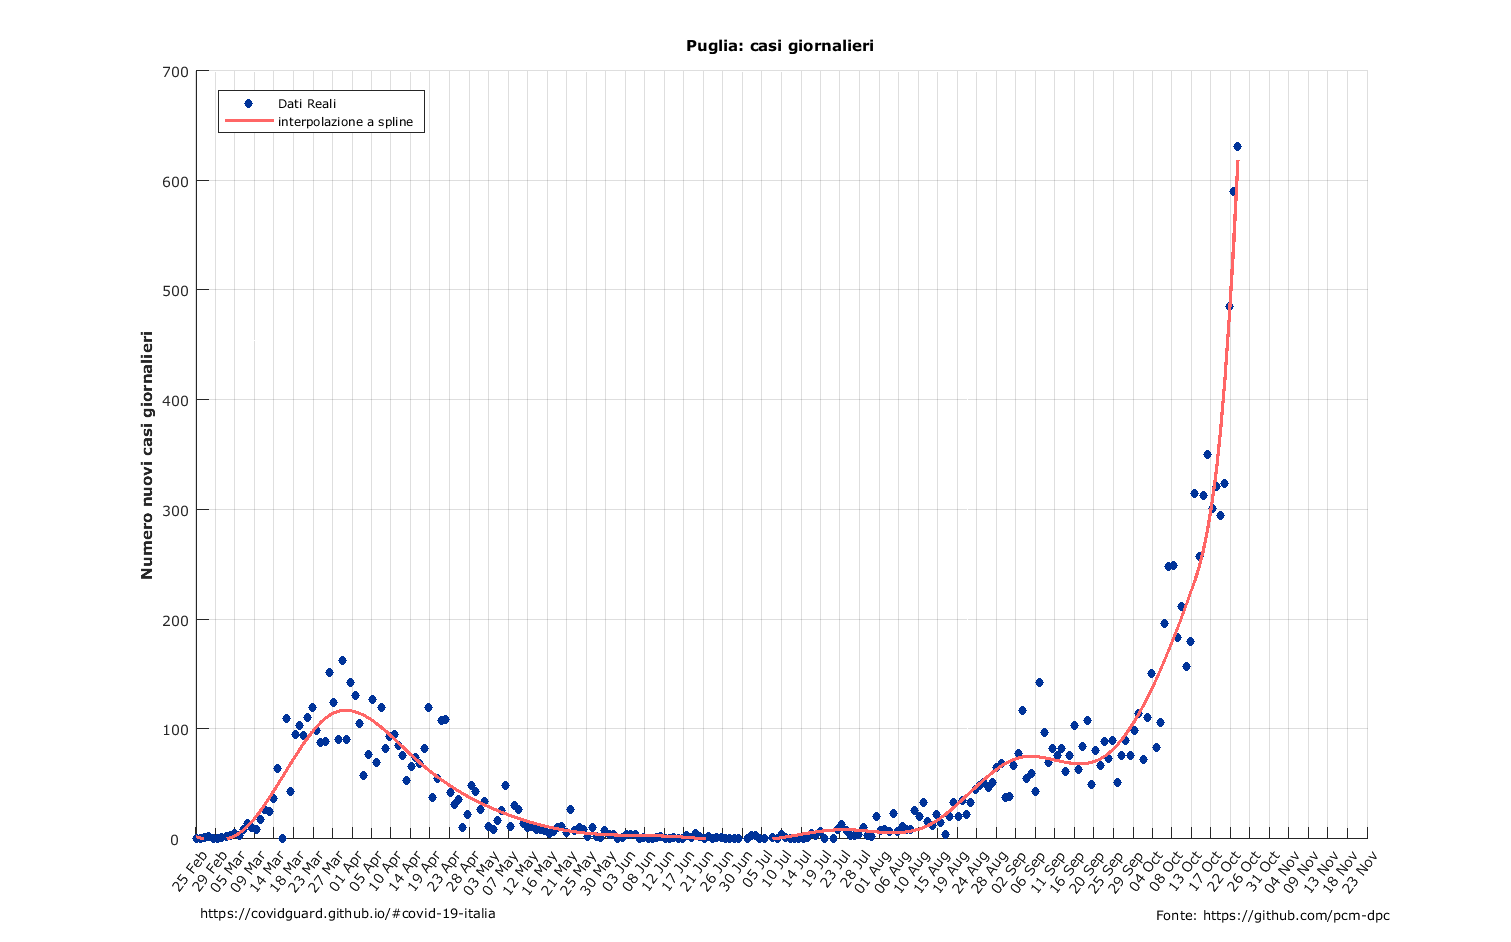 Puglia: casi giornalieri
Dati Reali
interpolazione a spline
Numero nuovi casi giornalieri
700
600
500
400
300
200
100
0
25 Feb
29 Feb
05 Mar
09 Mar
14 Mar
18 Mar
23 Mar
27 Mar
01 Apr
05 Apr
10 Apr
14 Apr
19 Apr
23 Apr
28 Apr
03 May
07 May
12 May
16 May
21 May
25 May
30 May
03 Jun
08 Jun
12 Jun
17 Jun
21 Jun
26 Jun
30 Jun
05 Jul
10 Jul
14 Jul
19 Jul
23 Jul
28 Jul
01 Aug
06 Aug
10 Aug
15 Aug
19 Aug
24 Aug
28 Aug
02 Sep
06 Sep
11 Sep
16 Sep
20 Sep
25 Sep
29 Sep
04 Oct
08 Oct
13 Oct
17 Oct
22 Oct
26 Oct
31 Oct
04 Nov
09 Nov
13 Nov
18 Nov
23 Nov
https://covidguard.github.io/#covid-19-italia
Fonte: https://github.com/pcm-dpc